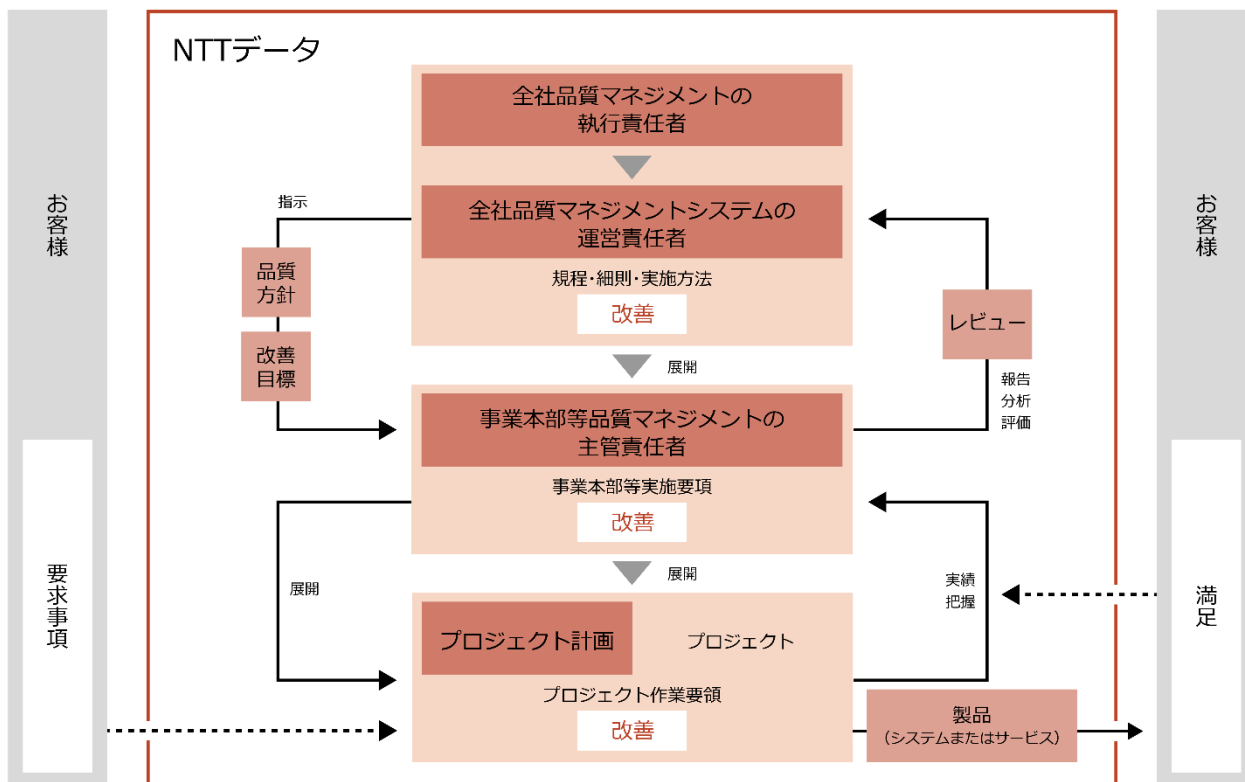 NTTデータ
お客様
要求事項
全社品質マネジメントの
執行責任者
全社品質マネジメントシステムの
運営責任者
規程・細則・実施方法
改善
指示
品質
方針
改善
目標
展開
レビュー
報告
分析
評価
事業本部等品質マネジメントの
主管責任者
事業本部等実施要項
改善
展開
展開
実績
把握
プロジェクト計画
プロジェクト
プロジェクト作業要領
改善
製品
(システムまたはサービス)
お客様
満足